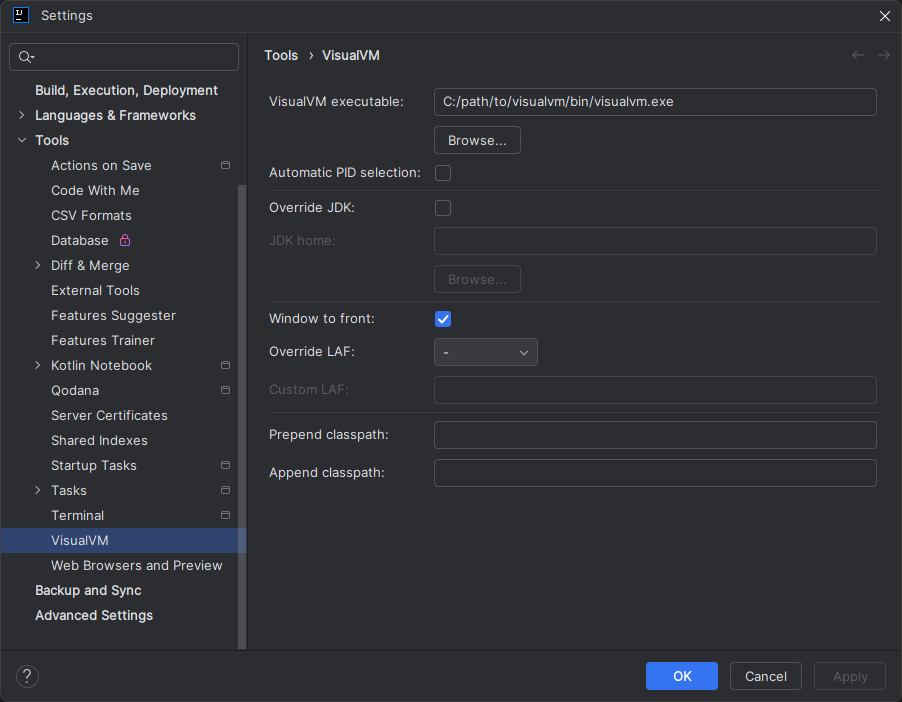 Settings
Build, Execution, Deployment
Languages & Frameworks
Tools
Actions on Save
Code With Me
CSV Formats
Database
Diff & Merge
External Tools
Features Suggester
Features Trainer
Kotlin Notebook
Qodana
Server Certificates
Shared Indexes
Startup Tasks
Tasks
Terminal
VisualVM
Web Browsers and Preview
Backup and Sync
Advanced Settings
Tools › VisualVM
VisualVM executable: C:/path/to/visualvm/bin/visualvm.exe
Browse...
Automatic PID selection:
Override JDK:
JDK home:
Browse...
Window to front:
Override LAF: -
Custom LAF:
Prepend classpath:
Append classpath:
? OK Cancel Apply